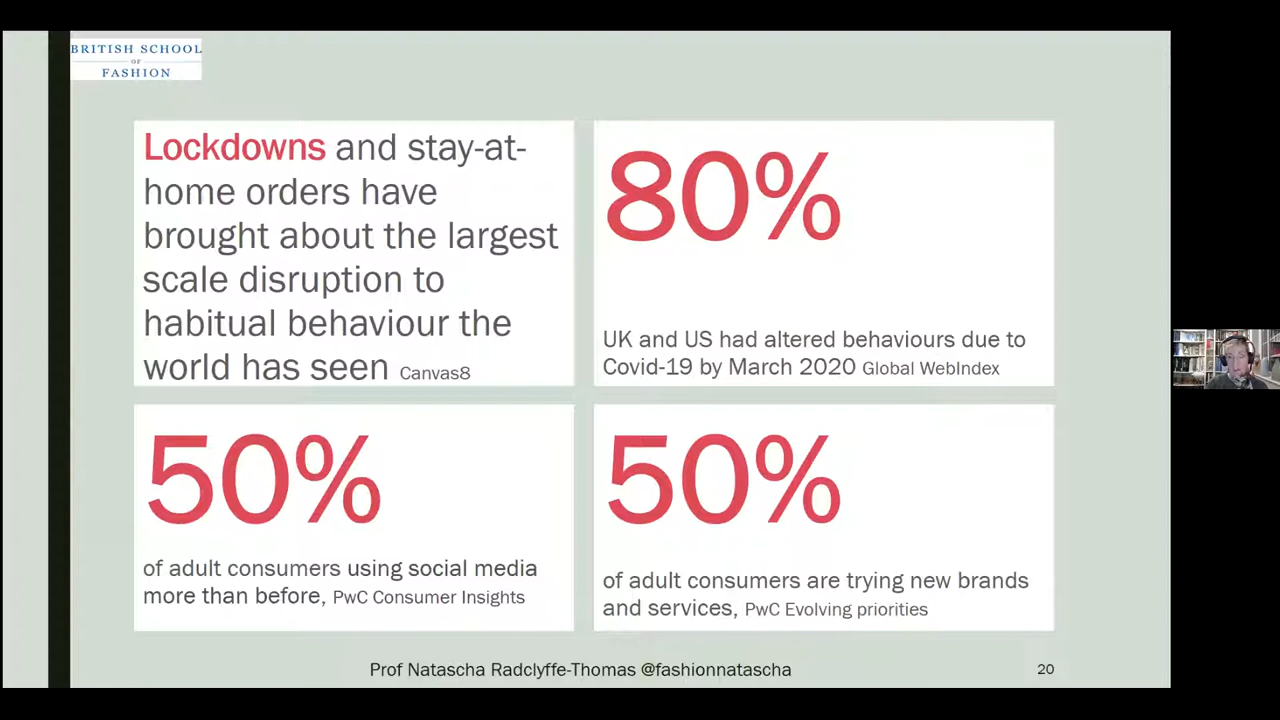 BRITISH SCHOOL
OF
FASHION
Lockdowns and stay-at-
home orders have
brought about the largest
scale disruption to
habitual behaviour the
world has seen Canvas8
80%
UK and US had altered behaviours due to
Covid-19 by March 2020 Global WebIndex
50%
of adult consumers using social media
more than before, PwC Consumer Insights
50%
of adult consumers are trying new brands
and services, PwC Evolving priorities
Prof Natascha Radclyffe-Thomas @fashionnatascha
20